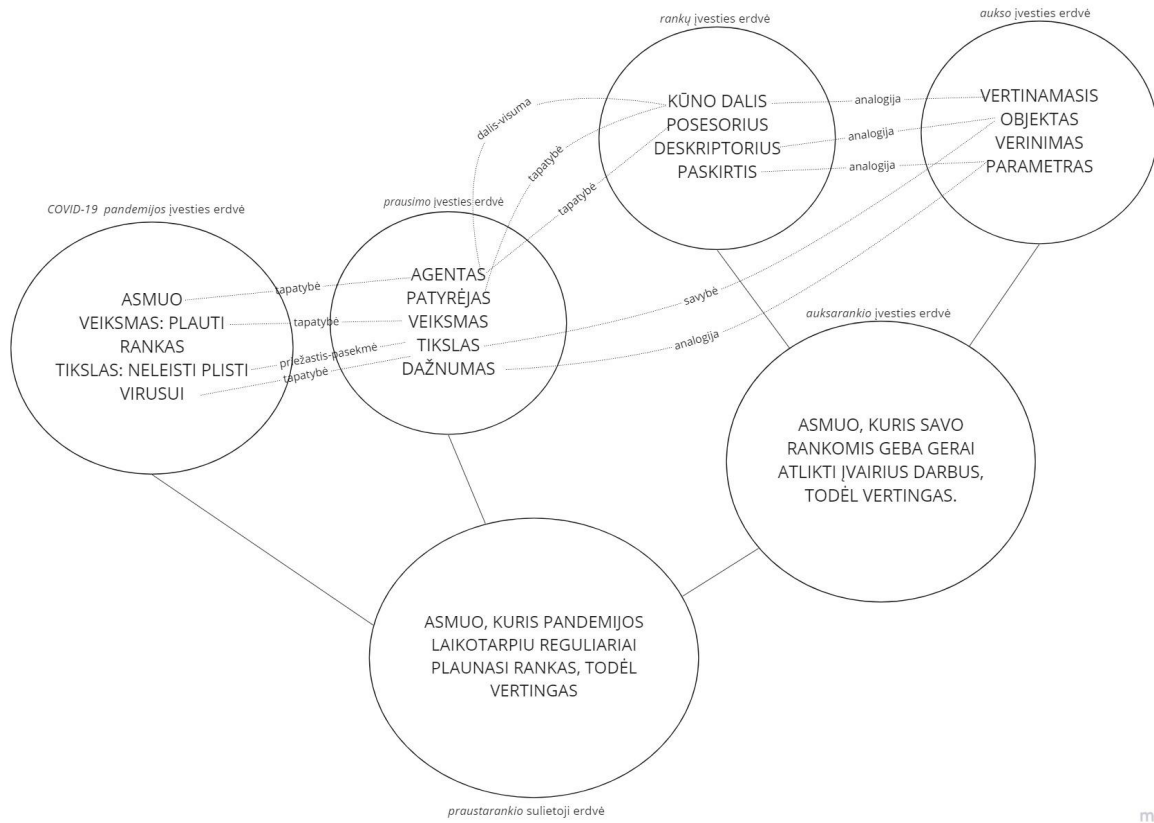 rankų įvesties erdvė
aukso įvesties erdvė
KŪNO DALIS
POSESORIUS
DESKRIPTORIUS
PASKIRTIS
analogija
analogija
analogija
VERTINAMASIS
OBJEKTAS
VERINIMAS
PARAMETRAS
dalis-visuma
tapatybė
tapatybė
COVID-19 pandemijos įvesties erdvė
prausimo įvesties erdvė
ASMUO
VEIKSMAS: PLAUTI
RANKAS
TIKSLAS: NELEISTI PLISTI
VIRUSUI
tapatybė
tapatybė
priežastis-pasekmė
tapatybė
AGENTAS
PATYRĖJAS
VEIKSMAS
TIKSLAS
DAŽNUMAS
savybė
analogija
auksarankio įvesties erdvė
ASMUO, KURIS SAVO
RANKOMIS GEBA GERAI
ATLIKTI ĮVAIRIUS DARBUS,
TODĖL VERTINGAS.
ASMUO, KURIS PANDEMIJOS
LAIKOTARPIU REGULIARIAI
PLAUNASI RANKAS, TODĖL
VERTINGAS
praustarankio sulietoji erdvė
m